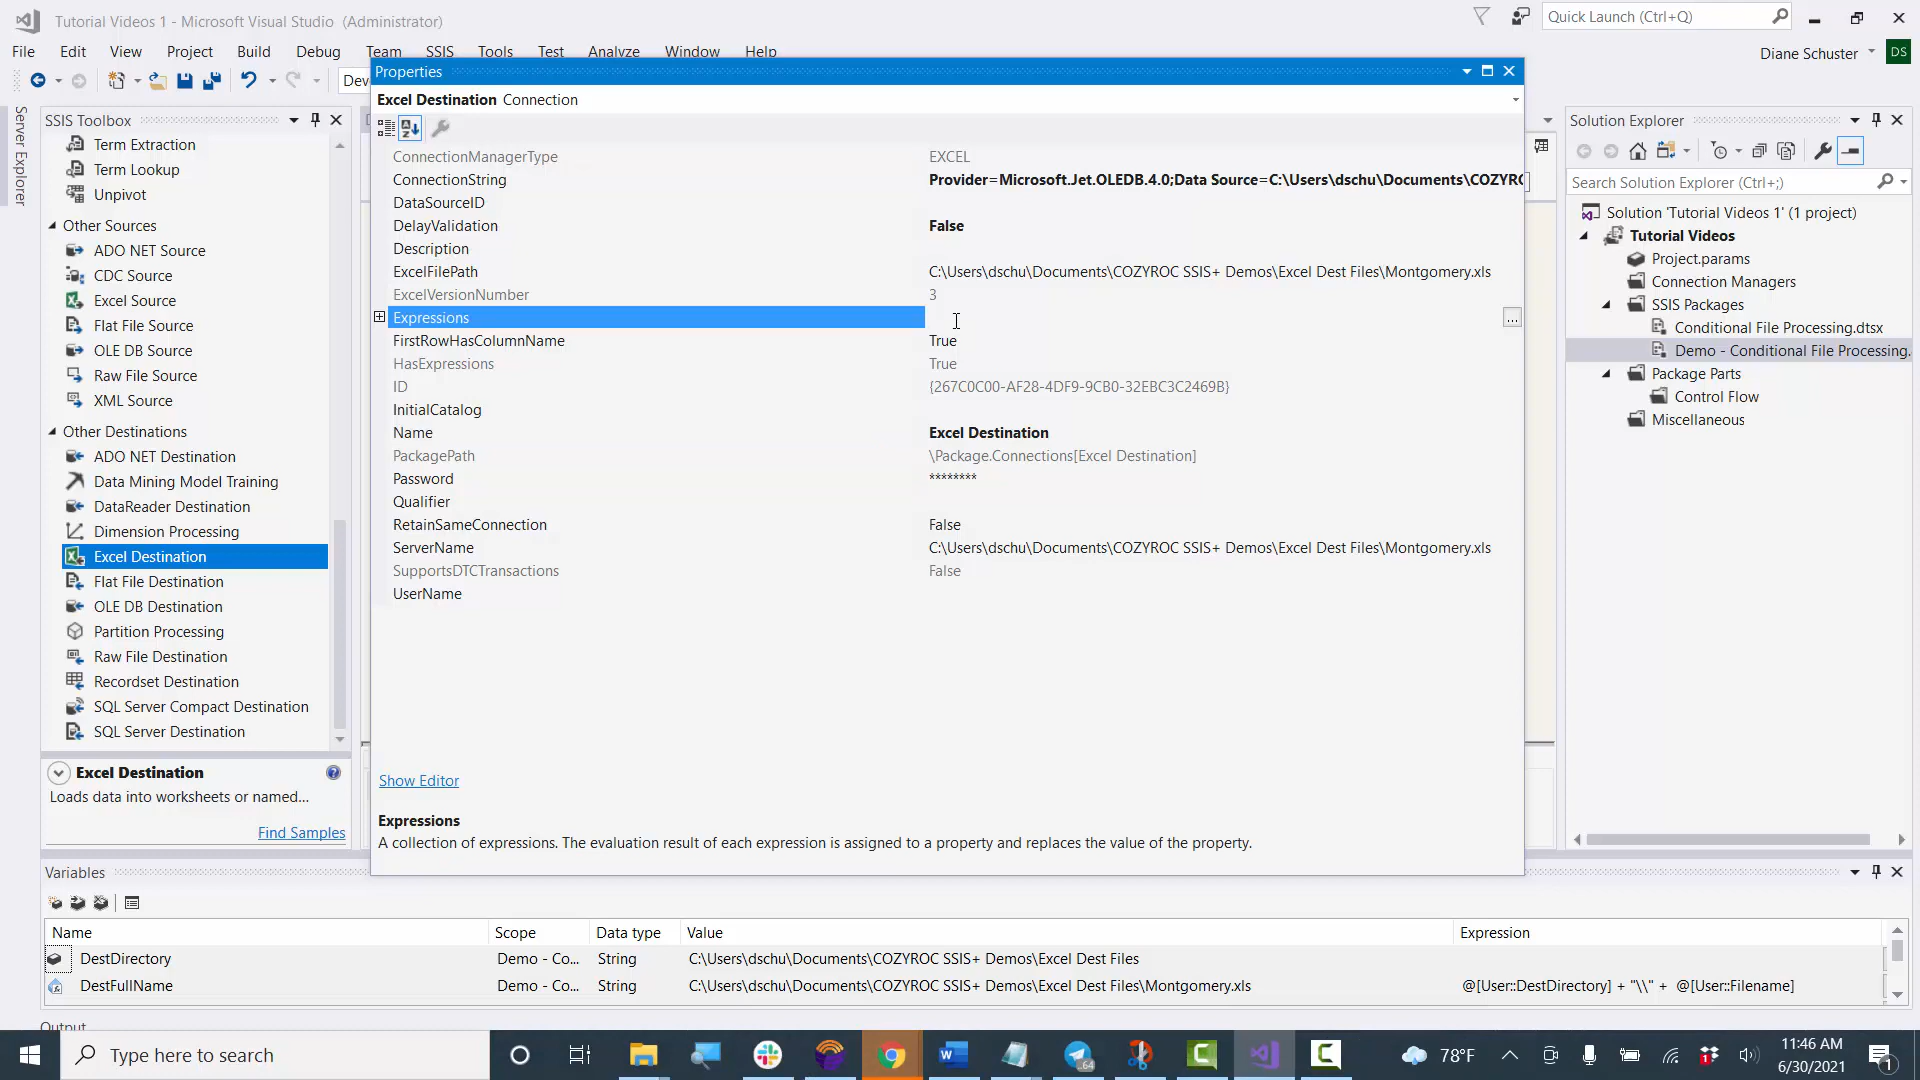 Tutorial Videos 1 - Microsoft Visual Studio (Administrator)
Quick Launch (Ctrl+Q)
File Edit View Project Build Debug Team SSIS Tools Test Analyze Window Help
Diane Schuster DS
Server Explorer
SSIS Toolbox
Term Extraction
Term Lookup
Unpivot
Other Sources
ADO NET Source
CDC Source
Excel Source
Flat File Source
OLE DB Source
Raw File Source
XML Source
Other Destinations
ADO NET Destination
Data Mining Model Training
DataReader Destination
Dimension Processing
Excel Destination
Flat File Destination
OLE DB Destination
Partition Processing
Raw File Destination
Recordset Destination
SQL Server Compact Destination
SQL Server Destination
Excel Destination
Loads data into worksheets or named...
Find Samples
Properties
Excel Destination Connection
ConnectionManagerType EXCEL
ConnectionString Provider=Microsoft.Jet.OLEDB.4.0;Data Source=C:\Users\dschu\Documents\COZYRC
DataSourceID
DelayValidation False
Description
ExcelFilePath C:\Users\dschu\Documents\COZYROC SSIS+ Demos\Excel Dest Files\Montgomery.xls
ExcelVersionNumber 3
Expressions ...
FirstRowHasColumnName True
HasExpressions True
ID {267C0C00-AF28-4DF9-9CB0-32EBC3C2469B}
InitialCatalog
Name Excel Destination
PackagePath \Package.Connections[Excel Destination]
Password ********
Qualifier
RetainSameConnection False
ServerName C:\Users\dschu\Documents\COZYROC SSIS+ Demos\Excel Dest Files\Montgomery.xls
SupportsDTCTransactions False
UserName
Show Editor
Expressions
A collection of expressions. The evaluation result of each expression is assigned to a property and replaces the value of the property.
Solution Explorer
Search Solution Explorer (Ctrl+;)
Solution 'Tutorial Videos 1' (1 project)
Tutorial Videos
Project.params
Connection Managers
SSIS Packages
Conditional File Processing.dtsx
Demo - Conditional File Processing.
Package Parts
Control Flow
Miscellaneous
Variables
Name Scope Data type Value Expression
DestDirectory Demo - Co... String C:\Users\dschu\Documents\COZYROC SSIS+ Demos\Excel Dest Files
DestFullName Demo - Co... String C:\Users\dschu\Documents\COZYROC SSIS+ Demos\Excel Dest Files\Montgomery.xls @[User::DestDirectory] + "\\" + @[User::Filename]
Output
Type here to search
78°F
11:46 AM
6/30/2021